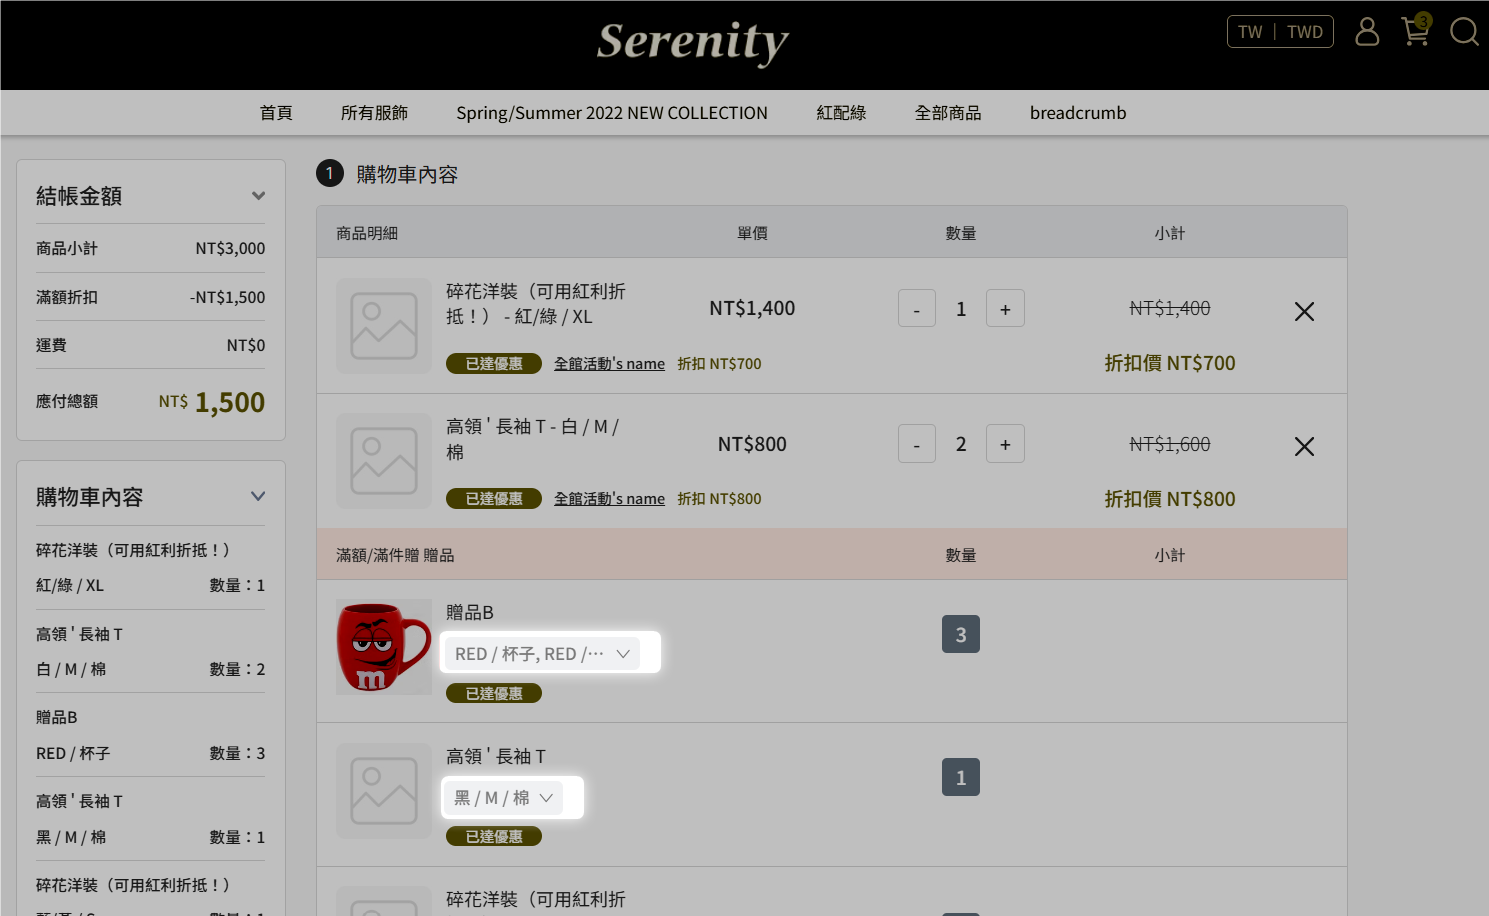 Serenity
TW | TWD
3
首頁
所有服飾
Spring/Summer 2022 NEW COLLECTION
紅配綠
全部商品
breadcrumb
結帳金額
商品小計 NT$3,000
滿額折扣 -NT$1,500
運費 NT$0
應付總額 NT$ 1,500
購物車內容
碎花洋裝（可用紅利折抵！）
紅/綠 / XL 數量：1
高領 ' 長袖 T
白 / M / 棉 數量：2
贈品B
RED / 杯子 數量：3
高領 ' 長袖 T
黑 / M / 棉 數量：1
碎花洋裝（可用紅利折抵！）
1 購物車內容
商品明細 單價 數量 小計
碎花洋裝（可用紅利折
抵！） - 紅/綠 / XL
NT$1,400 - 1 + NT$1,400
已達優惠 全館活動's name 折扣 NT$700 折扣價 NT$700
高領 ' 長袖 T - 白 / M /
棉
NT$800 - 2 + NT$1,600
已達優惠 全館活動's name 折扣 NT$800 折扣價 NT$800
滿額/滿件贈 贈品 數量 小計
贈品B
3
m
RED / 杯子, RED /···
已達優惠
高領 ' 長袖 T
1
黑 / M / 棉
已達優惠
碎花洋裝（可用紅利折